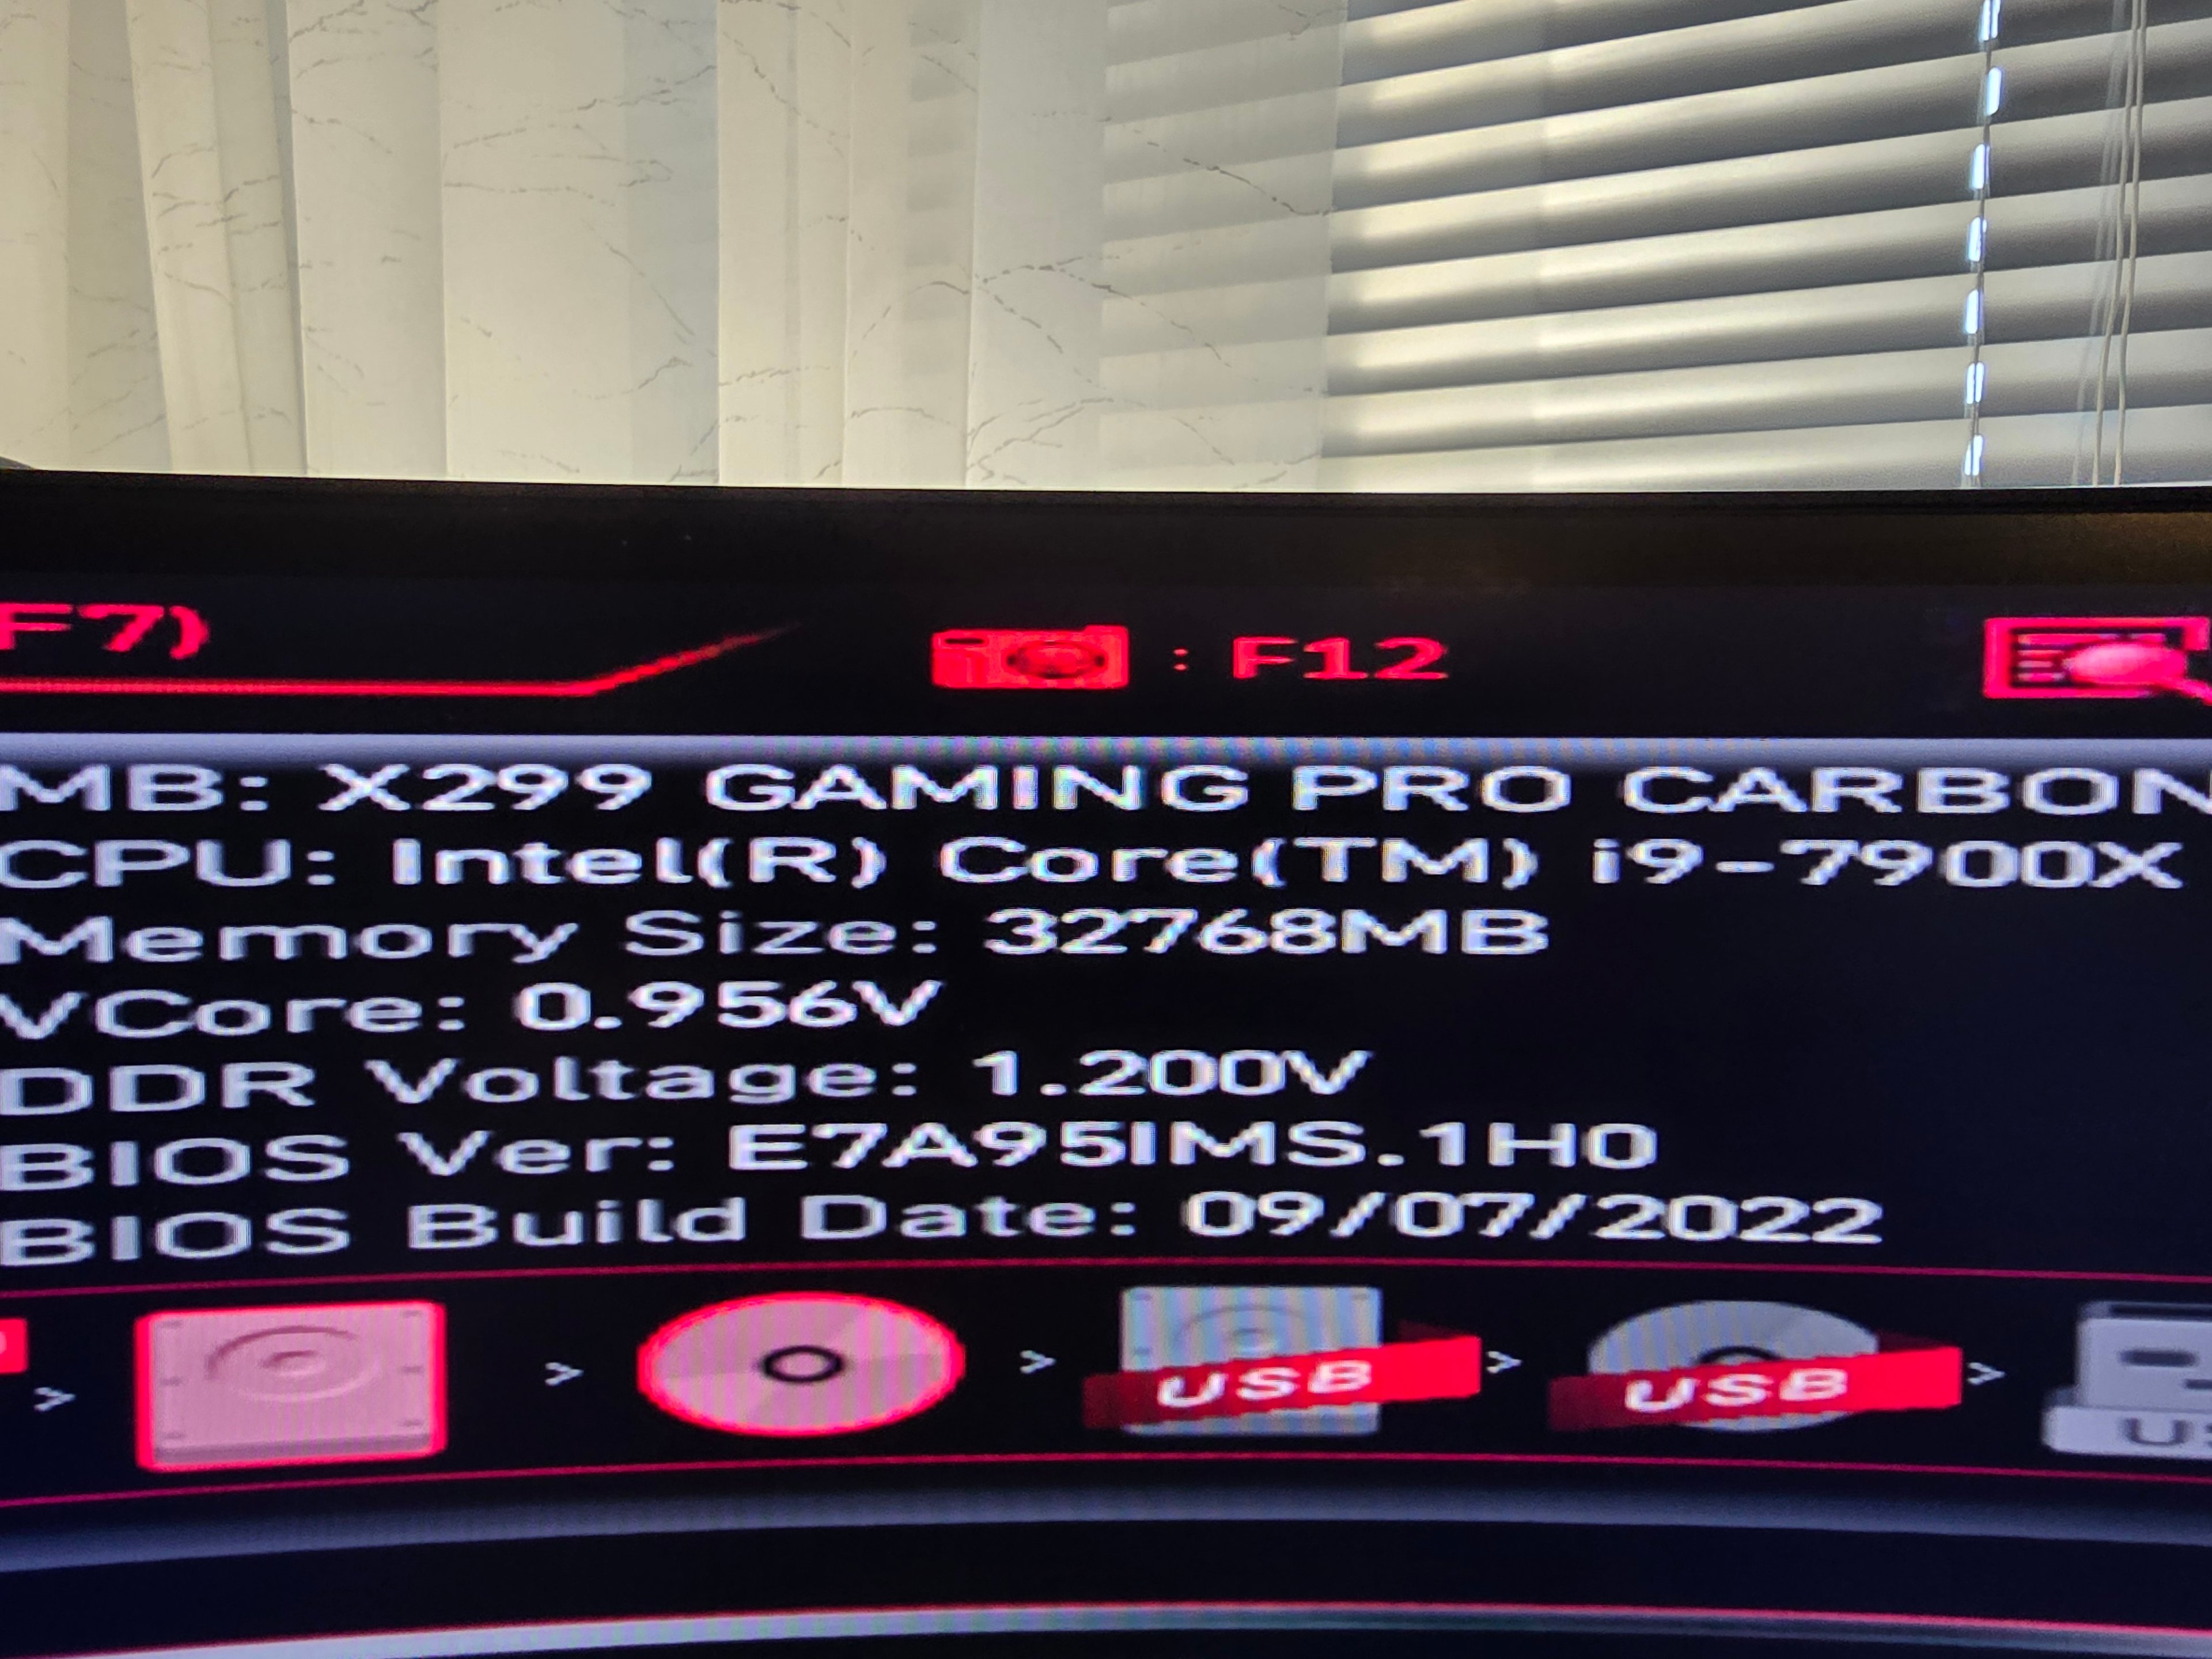 F7)
: F12
MB: X299 GAMING PRO CARBON
CPU: Intel(R) Core(TM) i9-7900X
Memory Size: 32768MB
VCore: 0.956V
DDR Voltage: 1.200V
BIOS Ver: E7A95IMS.1H0
BIOS Build Date: 09/07/2022
> > > > >
USB USB